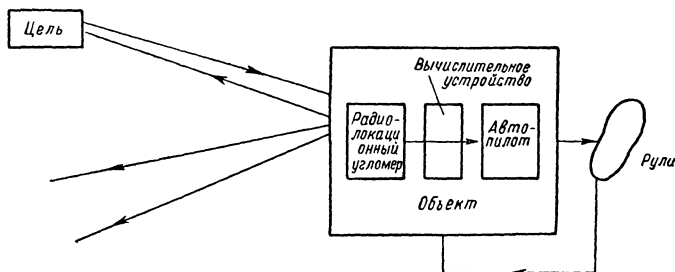 Цель
Вычислительное
устройство
Радио-
локаци
онный
угломер
Авто-
пилот
Рули
Объект